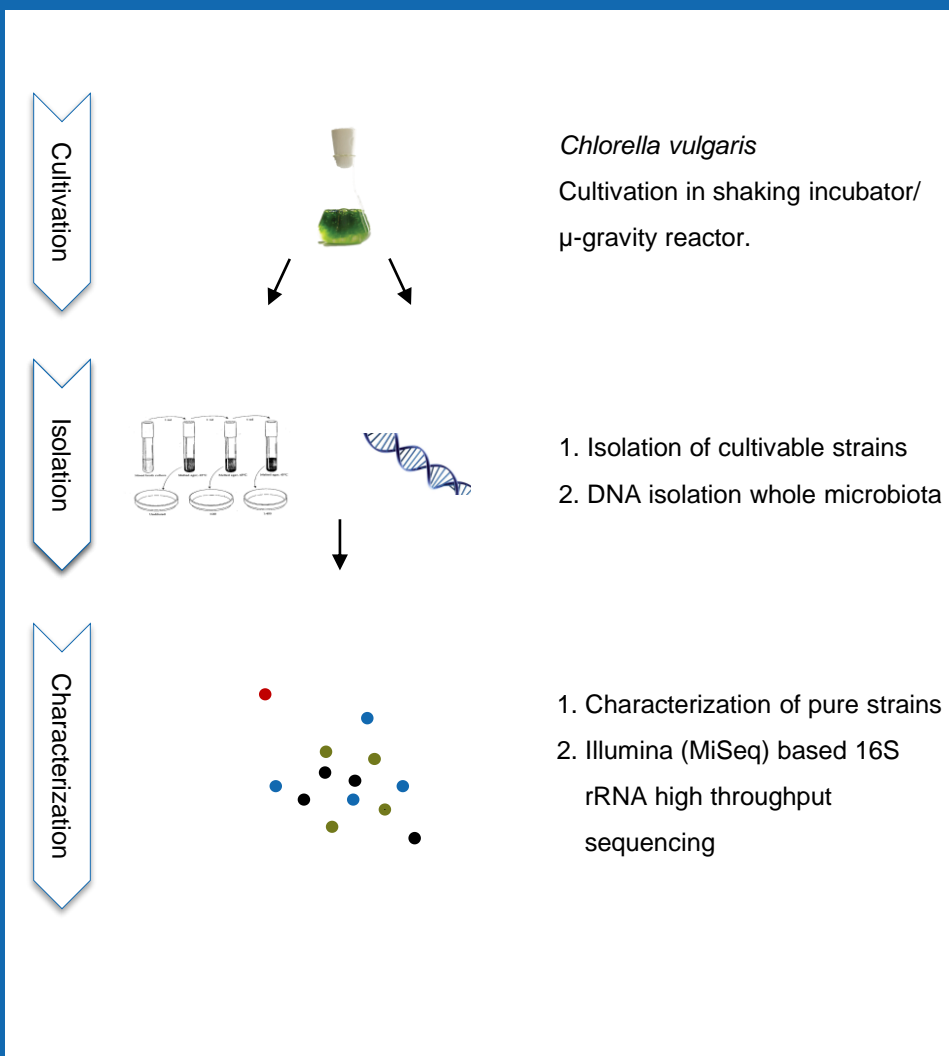 Cultivation
Chlorella vulgaris
Cultivation in shaking incubator/
µ-gravity reactor.
Isolation
1. Isolation of cultivable strains
2. DNA isolation whole microbiota
Characterization
1. Characterization of pure strains
2. Illumina (MiSeq) based 16S
rRNA high throughput
sequencing